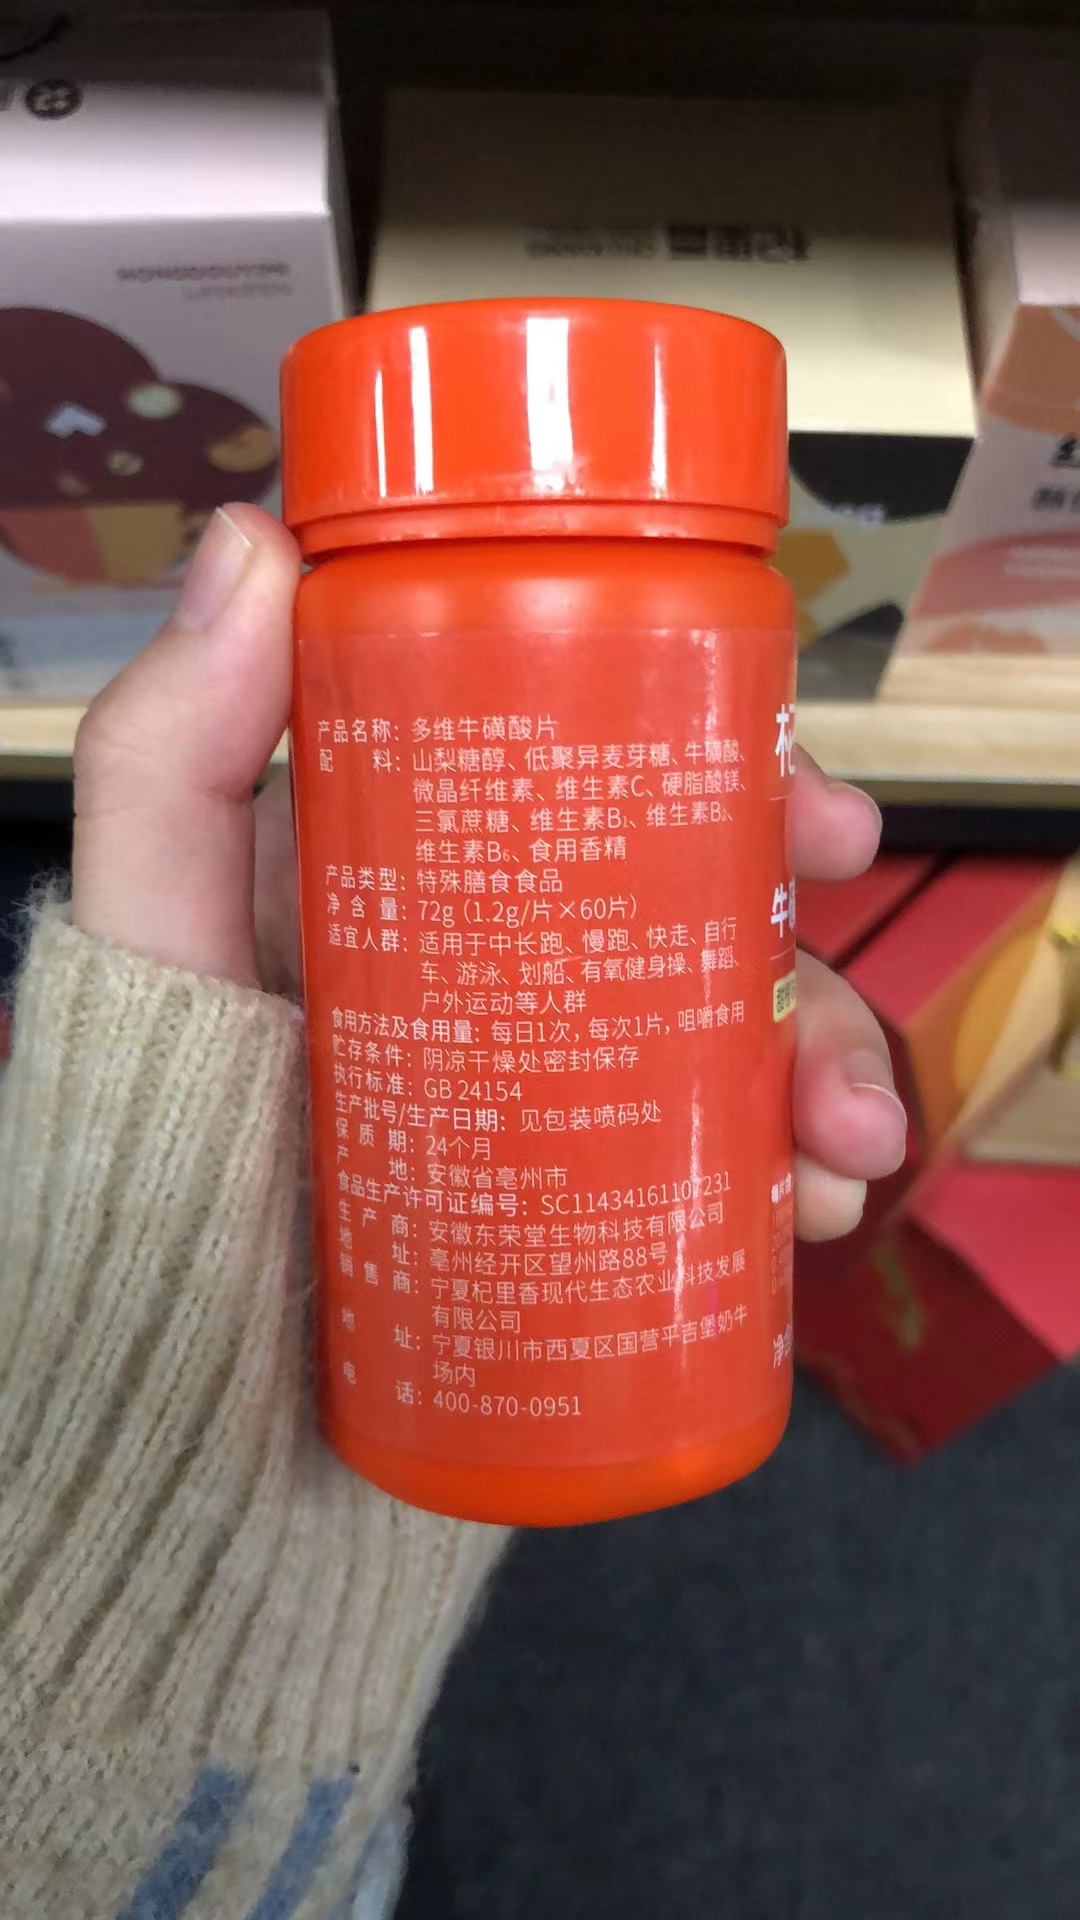 产品名称：多维牛磺酸片
配料：山梨糖醇、低聚异麦芽糖、牛磺酸、
微晶纤维素、维生素C、硬脂酸镁、
三氯蔗糖、维生素B₁、维生素B₂、
维生素B₆、食用香精
产品类型：特殊膳食食品
净含量：72g（1.2g/片×60片）
适宜人群：适用于中长跑、慢跑、快走、自行
车、游泳、划船、有氧健身操、舞蹈、
户外运动等人群
食用方法及食用量：每日1次，每次1片，咀嚼食用
贮存条件：阴凉干燥处密封保存
执行标准：GB 24154
生产批号/生产日期：见包装喷码处
保质期：24个月
产地：安徽省亳州市
食品生产许可证编号：SC11434161107231
生产商：安徽东荣堂生物科技有限公司
地址：亳州经开区望州路88号
销售商：宁夏杞里香现代生态农业科技发展
有限公司
地址：宁夏银川市西夏区国营平吉堡奶牛
场内
电话：400-870-0951